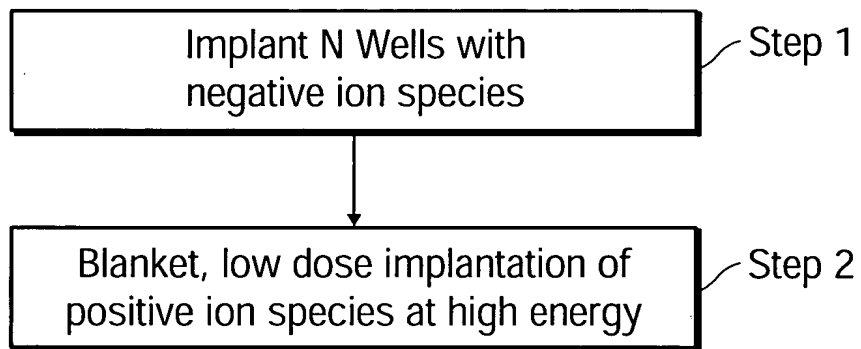 Implant N Wells with
negative ion species
Step 1
Blanket, low dose implantation of
positive ion species at high energy
Step 2